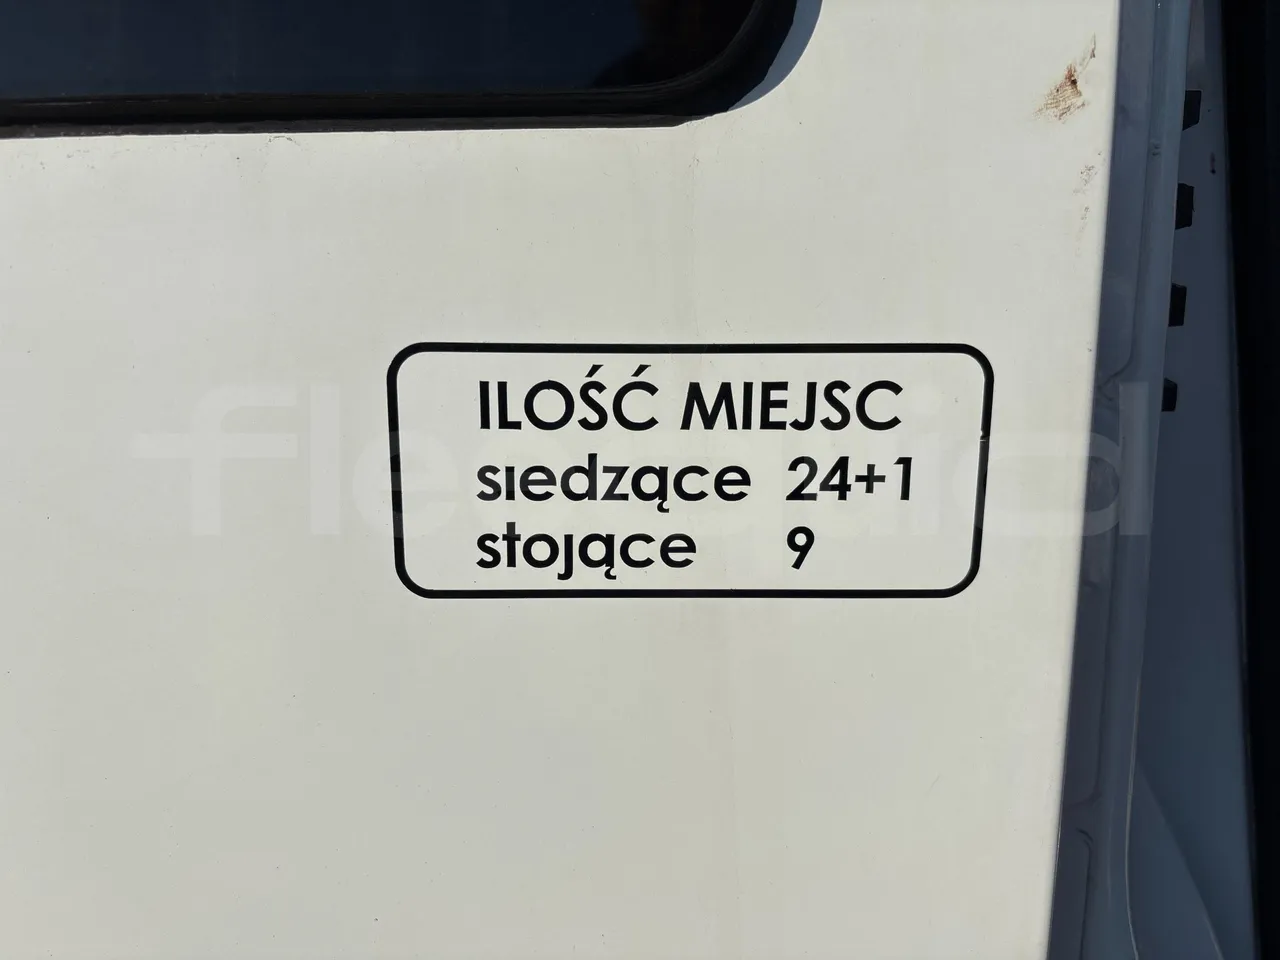 ILOŚĆ MIEJSC
siedzące 24+1
stojące 9